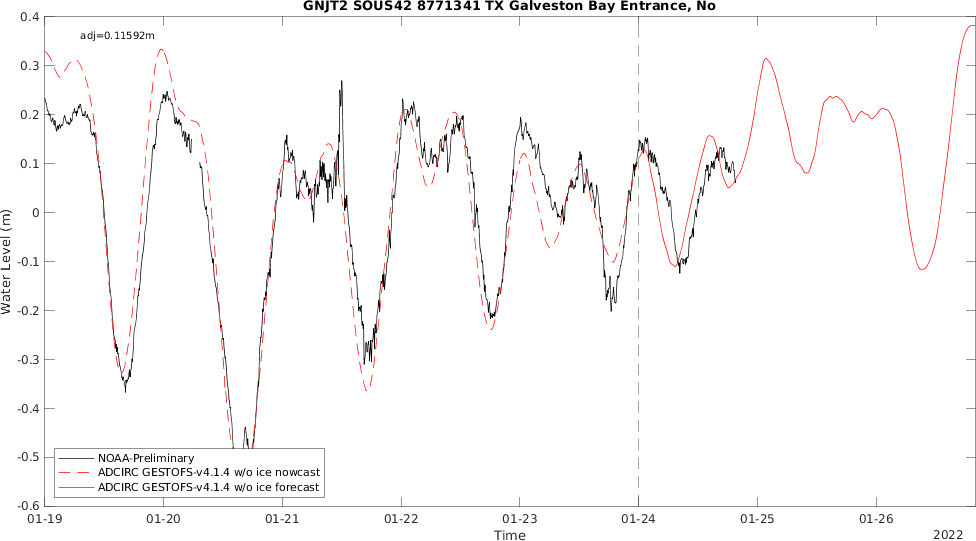 GNJT2 SOUS42 8771341 TX Galveston Bay Entrance, No
adj=0.11592m
0.4
0.3
0.2
0.1
0
-0.1
-0.2
-0.3
-0.4
-0.5
-0.6
Water Level (m)
NOAA-Preliminary
ADCIRC GESTOFS-v4.1.4 w/o ice nowcast
ADCIRC GESTOFS-v4.1.4 w/o ice forecast
01-19 01-20 01-21 01-22 01-23 01-24 01-25 01-26
Time
2022